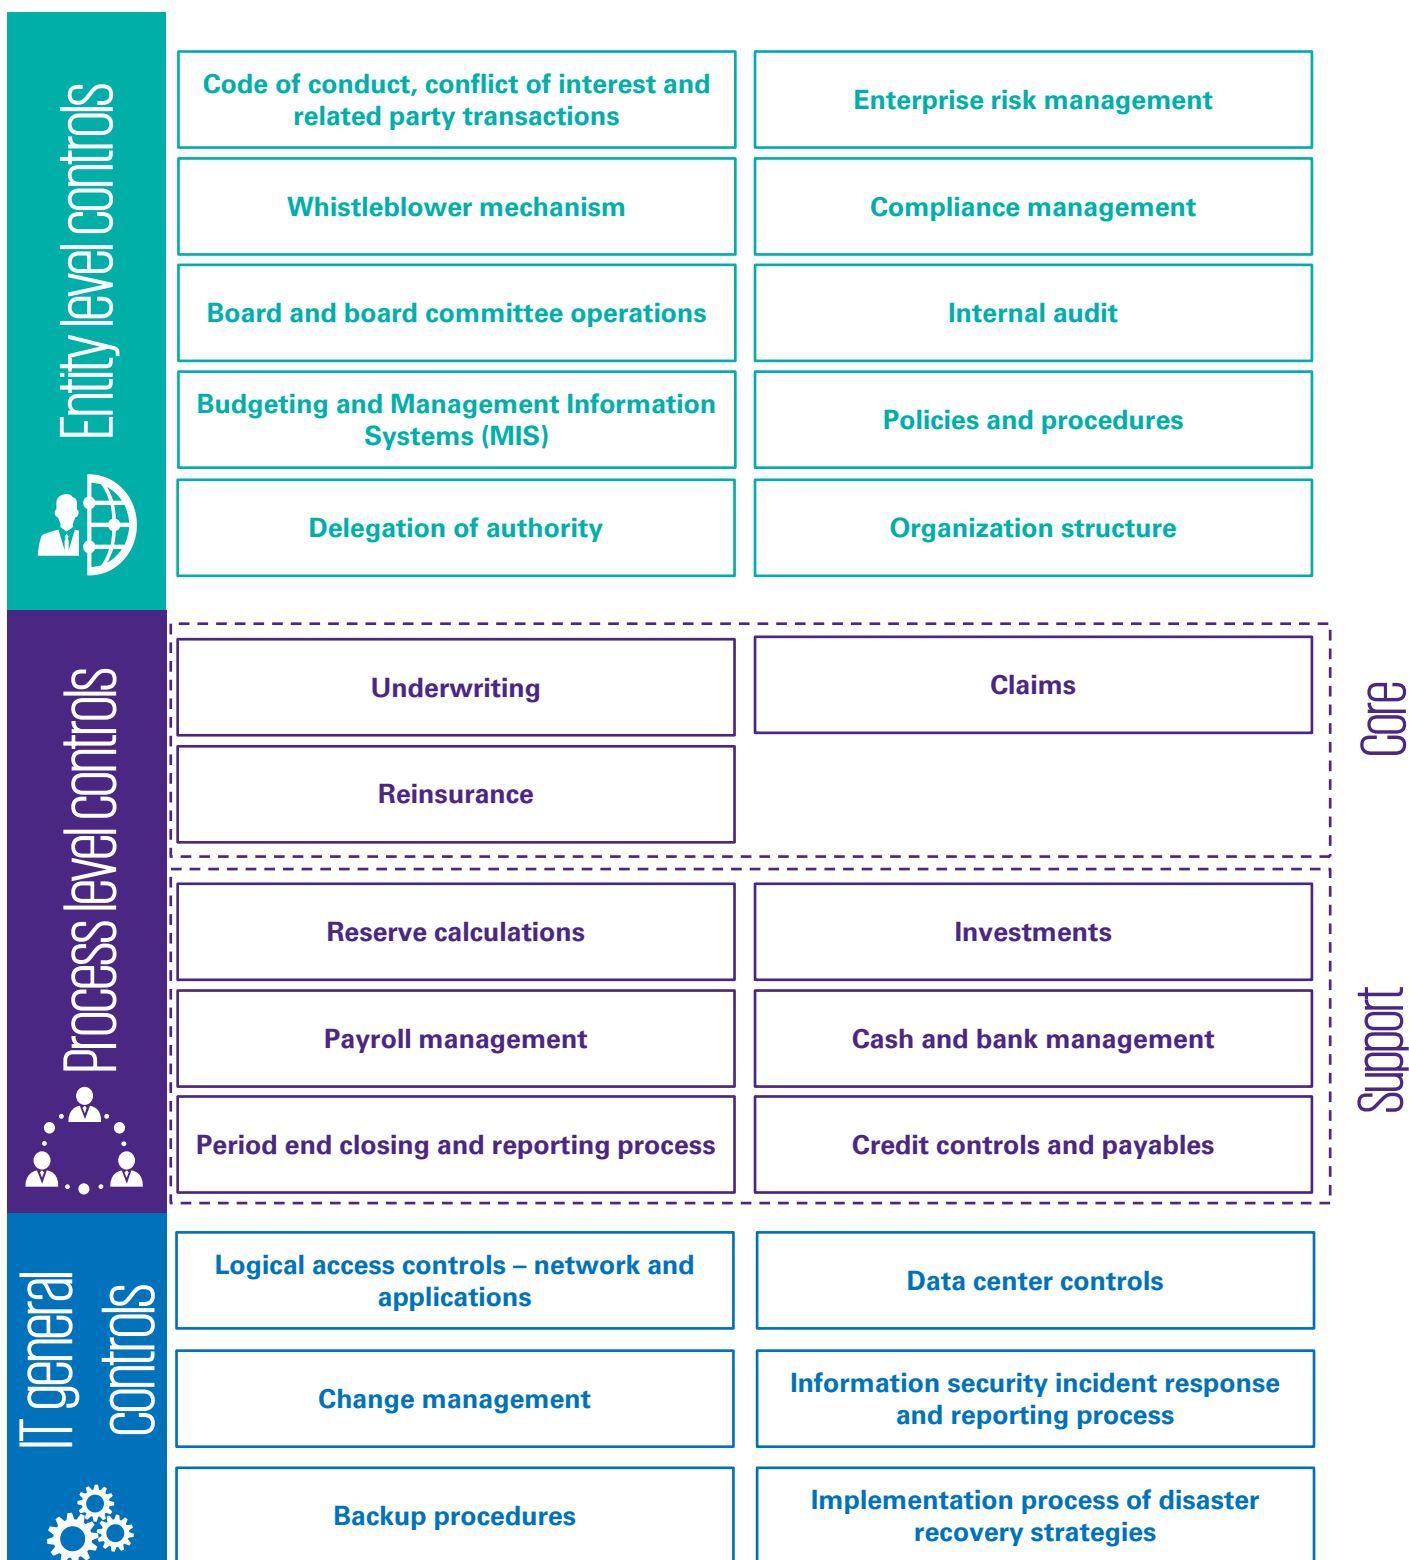 Entity level controls
Code of conduct, conflict of interest and
related party transactions
Enterprise risk management
Whistleblower mechanism
Compliance management
Board and board committee operations
Internal audit
Budgeting and Management Information
Systems (MIS)
Policies and procedures
Delegation of authority
Organization structure
Process level controls
Underwriting
Claims
Reinsurance
Core
Reserve calculations
Investments
Payroll management
Cash and bank management
Period end closing and reporting process
Credit controls and payables
Support
IT general
controls
Logical access controls – network and
applications
Data center controls
Change management
Information security incident response
and reporting process
Backup procedures
Implementation process of disaster
recovery strategies